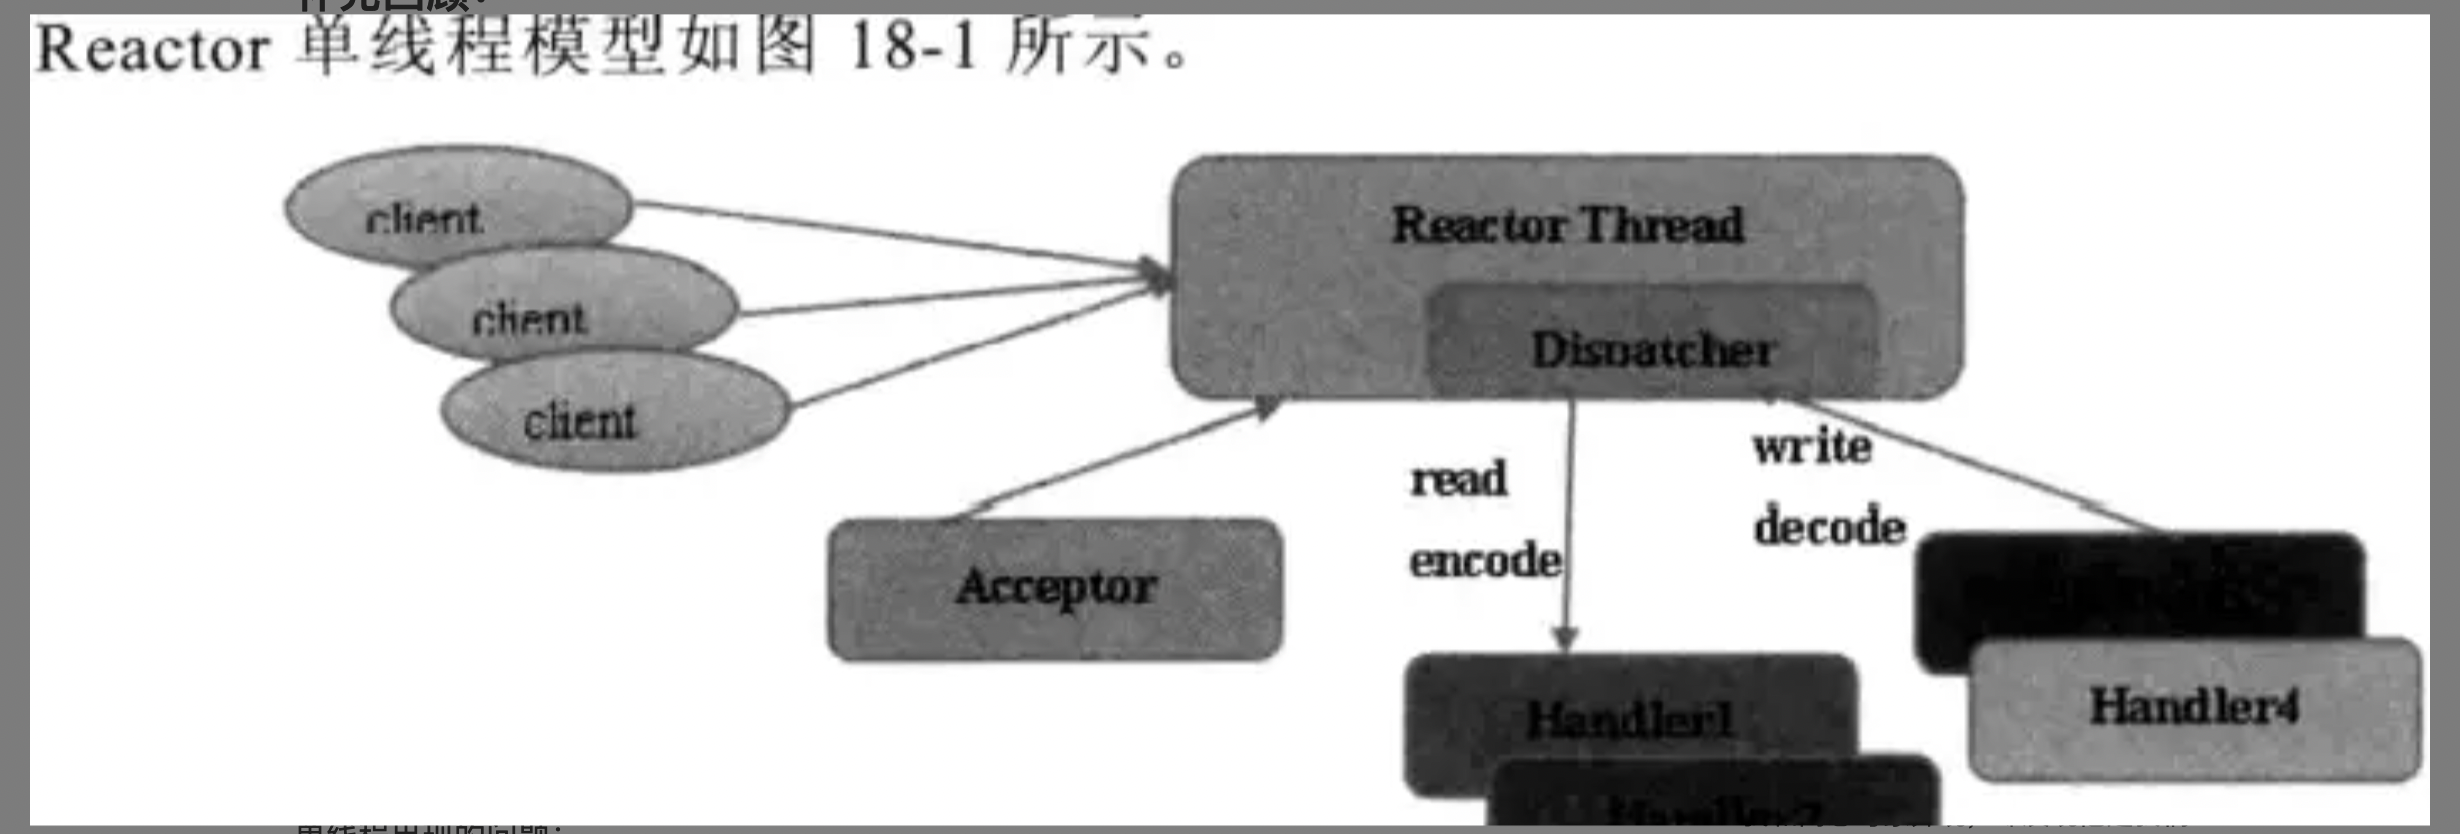 Reactor 单线程模型如图 18-1 所示。
client
client
client
Reactor Thread
Dispatcher
read
encode
write
decode
Acceptor
Handler1
Handler4